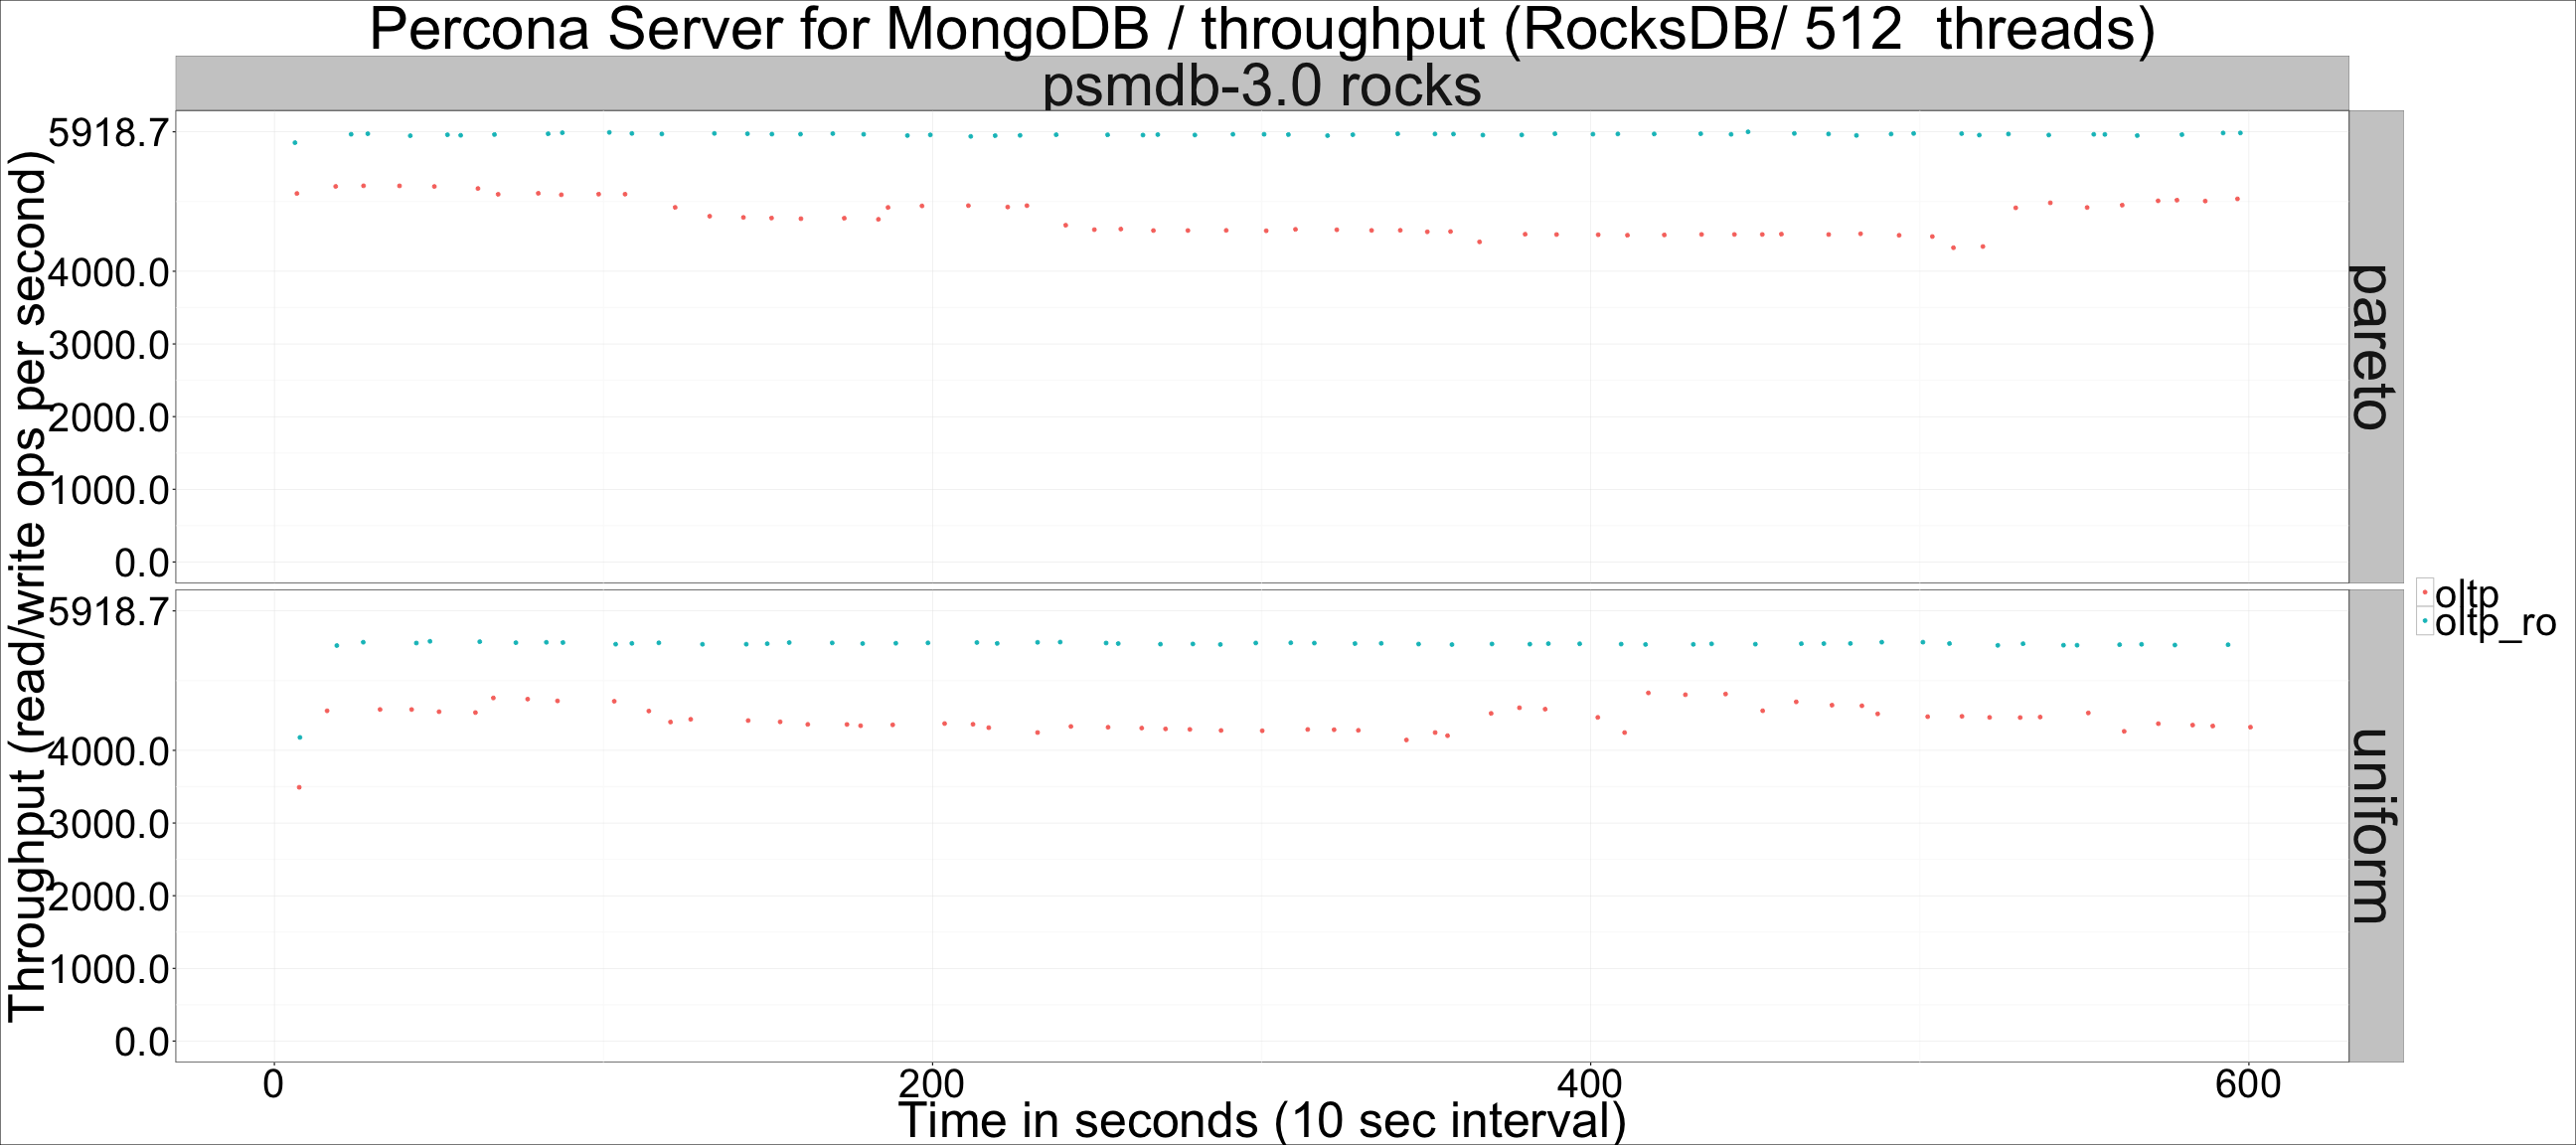 Percona Server for MongoDB / throughput (RocksDB/ 512  threads)
psmdb-3.0 rocks
Throughput (read/write ops per second)
5918.7
4000.0
3000.0
2000.0
1000.0
0.0
pareto
5918.7
4000.0
3000.0
2000.0
1000.0
0.0
uniform
oltp
oltp_ro
0 200 400 600
Time in seconds (10 sec interval)